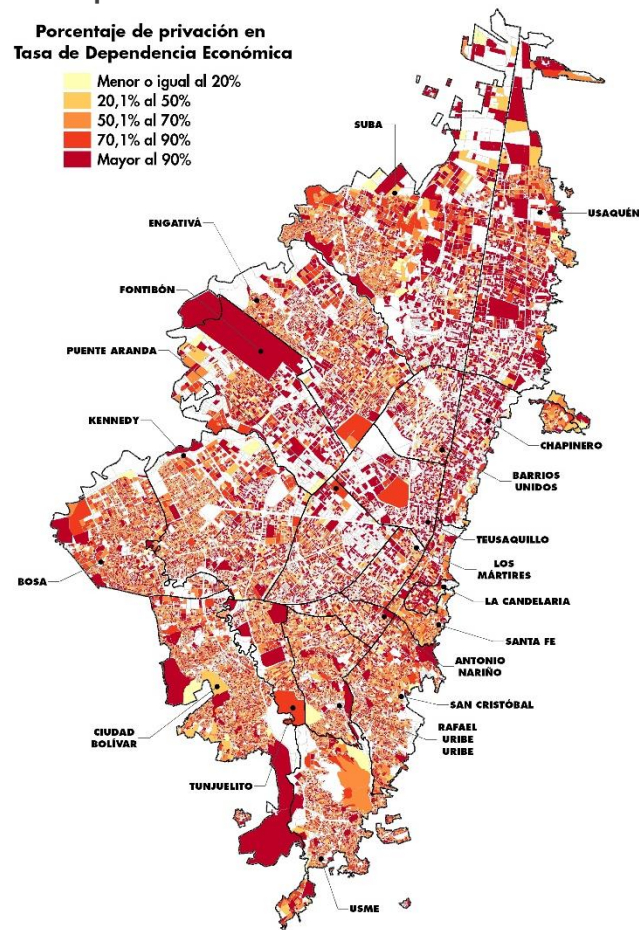 Porcentaje de privación en
Tasa de Dependencia Económica
Menor o igual al 20%
20,1% al 50%
50,1% al 70%
70,1% al 90%
Mayor al 90%
SUBA
ENGATIVÁ
USAQUÉN
FONTIBÓN
PUENTE ARANDA
KENNEDY
CHAPINERO
BARRIOS
UNIDOS
TEUSAQUILLO
LOS
MÁRTIRES
BOSA
LA CANDELARIA
SANTA FE
ANTONIO
NARIÑO
SAN CRISTÓBAL
CIUDAD
BOLÍVAR
RAFAEL
URIBE
URIBE
TUNJUELITO
USME